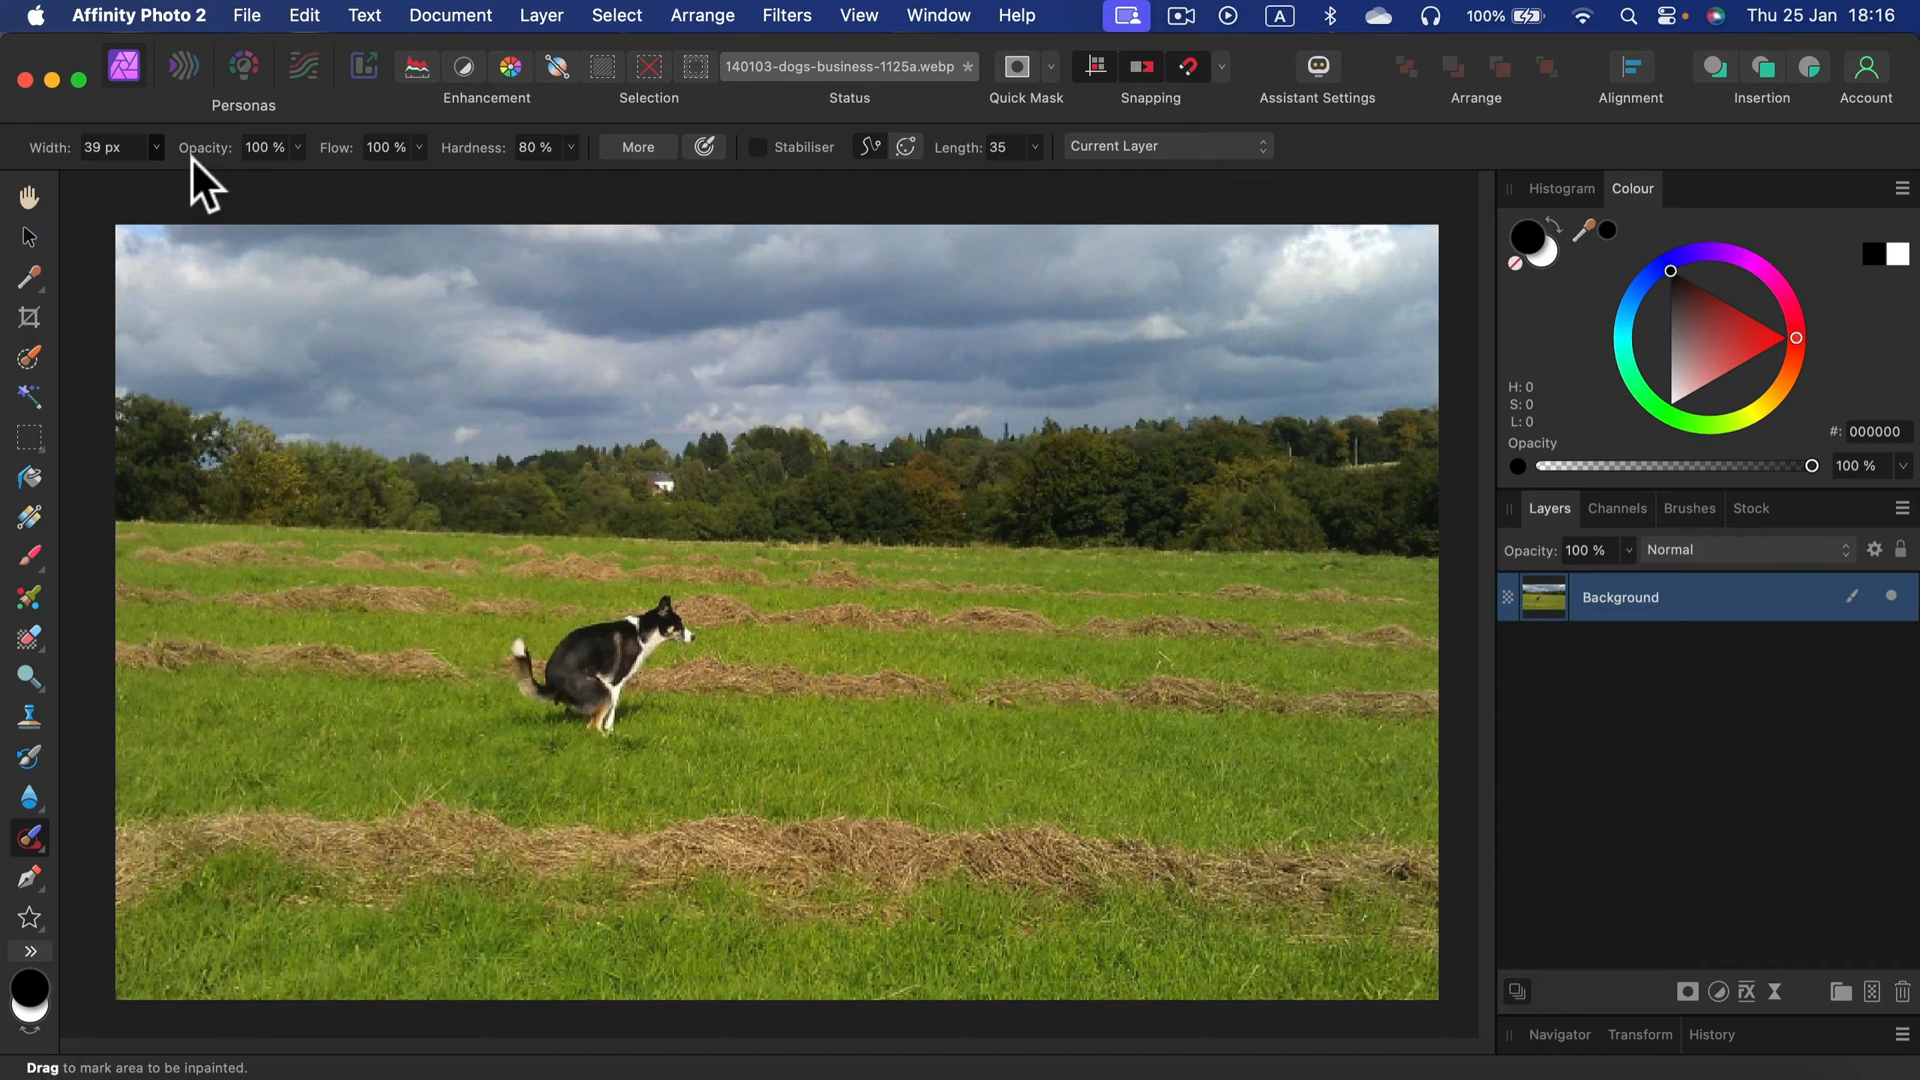 Affinity Photo 2 File Edit Text Document Layer Select Arrange Filters View Window Help A 100% Thu 25 Jan 18:16
140103-dogs-business-1125a.webp *
Personas Enhancement Selection Status Quick Mask Snapping Assistant Settings Arrange Alignment Insertion Account
Width: 39 px Opacity: 100 % Flow: 100 % Hardness: 80 % More Stabiliser Length: 35 Current Layer
Histogram Colour
H: 0
S: 0
L: 0
#: 000000
Opacity
100 %
Layers Channels Brushes Stock
Opacity: 100 % Normal
Background
FX
Navigator Transform History
Drag to mark area to be inpainted.